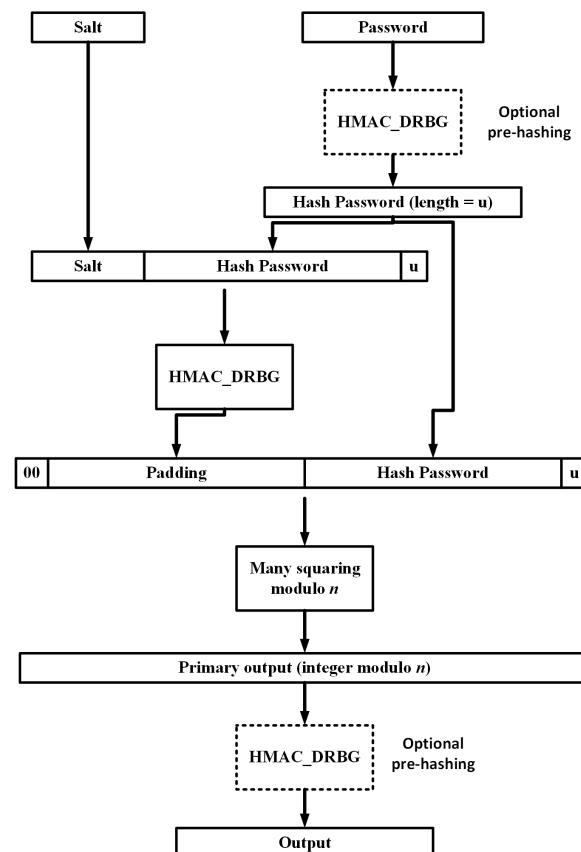 Salt
Password
HMAC_DRBG
Optional
pre-hashing
Hash Password (length = u)
Salt
Hash Password
u
HMAC_DRBG
00
Padding
Hash Password
u
Many squaring
modulo n
Primary output (integer modulo n)
HMAC_DRBG
Optional
pre-hashing
Output